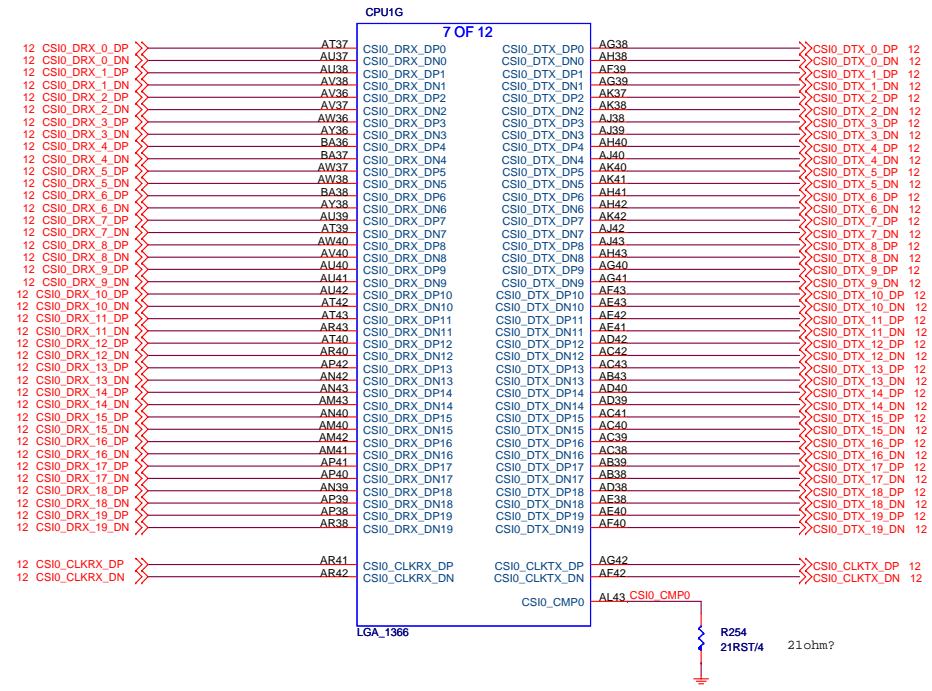 CPU1G
7 OF 12
12 CSI0_DRX_0_DP AT37 CSI0_DRX_DP0 CSI0_DTX_DP0 AG38 CSI0_DTX_0_DP 12
12 CSI0_DRX_0_DN AU37 CSI0_DRX_DN0 CSI0_DTX_DN0 AH38 CSI0_DTX_0_DN 12
12 CSI0_DRX_1_DP AU38 CSI0_DRX_DP1 CSI0_DTX_DP1 AF39 CSI0_DTX_1_DP 12
12 CSI0_DRX_1_DN AV38 CSI0_DRX_DN1 CSI0_DTX_DN1 AG39 CSI0_DTX_1_DN 12
12 CSI0_DRX_2_DP AV36 CSI0_DRX_DP2 CSI0_DTX_DP2 AK37 CSI0_DTX_2_DP 12
12 CSI0_DRX_2_DN AV37 CSI0_DRX_DN2 CSI0_DTX_DN2 AK38 CSI0_DTX_2_DN 12
12 CSI0_DRX_3_DP AW36 CSI0_DRX_DP3 CSI0_DTX_DP3 AJ38 CSI0_DTX_3_DP 12
12 CSI0_DRX_3_DN AY36 CSI0_DRX_DN3 CSI0_DTX_DN3 AJ39 CSI0_DTX_3_DN 12
12 CSI0_DRX_4_DP BA36 CSI0_DRX_DP4 CSI0_DTX_DP4 AH40 CSI0_DTX_4_DP 12
12 CSI0_DRX_4_DN BA37 CSI0_DRX_DN4 CSI0_DTX_DN4 AJ40 CSI0_DTX_4_DN 12
12 CSI0_DRX_5_DP AW37 CSI0_DRX_DP5 CSI0_DTX_DP5 AK40 CSI0_DTX_5_DP 12
12 CSI0_DRX_5_DN AW38 CSI0_DRX_DN5 CSI0_DTX_DN5 AK41 CSI0_DTX_5_DN 12
12 CSI0_DRX_6_DP BA38 CSI0_DRX_DP6 CSI0_DTX_DP6 AH41 CSI0_DTX_6_DP 12
12 CSI0_DRX_6_DN AY38 CSI0_DRX_DN6 CSI0_DTX_DN6 AH42 CSI0_DTX_6_DN 12
12 CSI0_DRX_7_DP AU39 CSI0_DRX_DP7 CSI0_DTX_DP7 AK42 CSI0_DTX_7_DP 12
12 CSI0_DRX_7_DN AT39 CSI0_DRX_DN7 CSI0_DTX_DN7 AJ42 CSI0_DTX_7_DN 12
12 CSI0_DRX_8_DP AW40 CSI0_DRX_DP8 CSI0_DTX_DP8 AJ43 CSI0_DTX_8_DP 12
12 CSI0_DRX_8_DN AV40 CSI0_DRX_DN8 CSI0_DTX_DN8 AH43 CSI0_DTX_8_DN 12
12 CSI0_DRX_9_DP AU40 CSI0_DRX_DP9 CSI0_DTX_DP9 AG40 CSI0_DTX_9_DP 12
12 CSI0_DRX_9_DN AU41 CSI0_DRX_DN9 CSI0_DTX_DN9 AG41 CSI0_DTX_9_DN 12
12 CSI0_DRX_10_DP AU42 CSI0_DRX_DP10 CSI0_DTX_DP10 AF43 CSI0_DTX_10_DP 12
12 CSI0_DRX_10_DN AT42 CSI0_DRX_DN10 CSI0_DTX_DN10 AE43 CSI0_DTX_10_DN 12
12 CSI0_DRX_11_DP AT43 CSI0_DRX_DP11 CSI0_DTX_DP11 AE42 CSI0_DTX_11_DP 12
12 CSI0_DRX_11_DN AR43 CSI0_DRX_DN11 CSI0_DTX_DN11 AE41 CSI0_DTX_11_DN 12
12 CSI0_DRX_12_DP AT40 CSI0_DRX_DP12 CSI0_DTX_DP12 AD42 CSI0_DTX_12_DP 12
12 CSI0_DRX_12_DN AR40 CSI0_DRX_DN12 CSI0_DTX_DN12 AC42 CSI0_DTX_12_DN 12
12 CSI0_DRX_13_DP AP42 CSI0_DRX_DP13 CSI0_DTX_DP13 AC43 CSI0_DTX_13_DP 12
12 CSI0_DRX_13_DN AN42 CSI0_DRX_DN13 CSI0_DTX_DN13 AB43 CSI0_DTX_13_DN 12
12 CSI0_DRX_14_DP AN43 CSI0_DRX_DP14 CSI0_DTX_DP14 AD40 CSI0_DTX_14_DP 12
12 CSI0_DRX_14_DN AM43 CSI0_DRX_DN14 CSI0_DTX_DN14 AD39 CSI0_DTX_14_DN 12
12 CSI0_DRX_15_DP AN40 CSI0_DRX_DP15 CSI0_DTX_DP15 AC41 CSI0_DTX_15_DP 12
12 CSI0_DRX_15_DN AM40 CSI0_DRX_DN15 CSI0_DTX_DN15 AC40 CSI0_DTX_15_DN 12
12 CSI0_DRX_16_DP AM42 CSI0_DRX_DP16 CSI0_DTX_DP16 AC39 CSI0_DTX_16_DP 12
12 CSI0_DRX_16_DN AM41 CSI0_DRX_DN16 CSI0_DTX_DN16 AC38 CSI0_DTX_16_DN 12
12 CSI0_DRX_17_DP AP41 CSI0_DRX_DP17 CSI0_DTX_DP17 AB39 CSI0_DTX_17_DP 12
12 CSI0_DRX_17_DN AP40 CSI0_DRX_DN17 CSI0_DTX_DN17 AB38 CSI0_DTX_17_DN 12
12 CSI0_DRX_18_DP AN39 CSI0_DRX_DP18 CSI0_DTX_DP18 AD38 CSI0_DTX_18_DP 12
12 CSI0_DRX_18_DN AP39 CSI0_DRX_DN18 CSI0_DTX_DN18 AE38 CSI0_DTX_18_DN 12
12 CSI0_DRX_19_DP AP38 CSI0_DRX_DP19 CSI0_DTX_DP19 AE40 CSI0_DTX_19_DP 12
12 CSI0_DRX_19_DN AR38 CSI0_DRX_DN19 CSI0_DTX_DN19 AF40 CSI0_DTX_19_DN 12
12 CSI0_CLKRX_DP AR41 CSI0_CLKRX_DP CSI0_CLKTX_DP AG42 CSI0_CLKTX_DP 12
12 CSI0_CLKRX_DN AR42 CSI0_CLKRX_DN CSI0_CLKTX_DN AF42 CSI0_CLKTX_DN 12
CSI0_CMP0 AL43 CSI0_CMP0
LGA_1366
R254
21RST/4 21ohm?